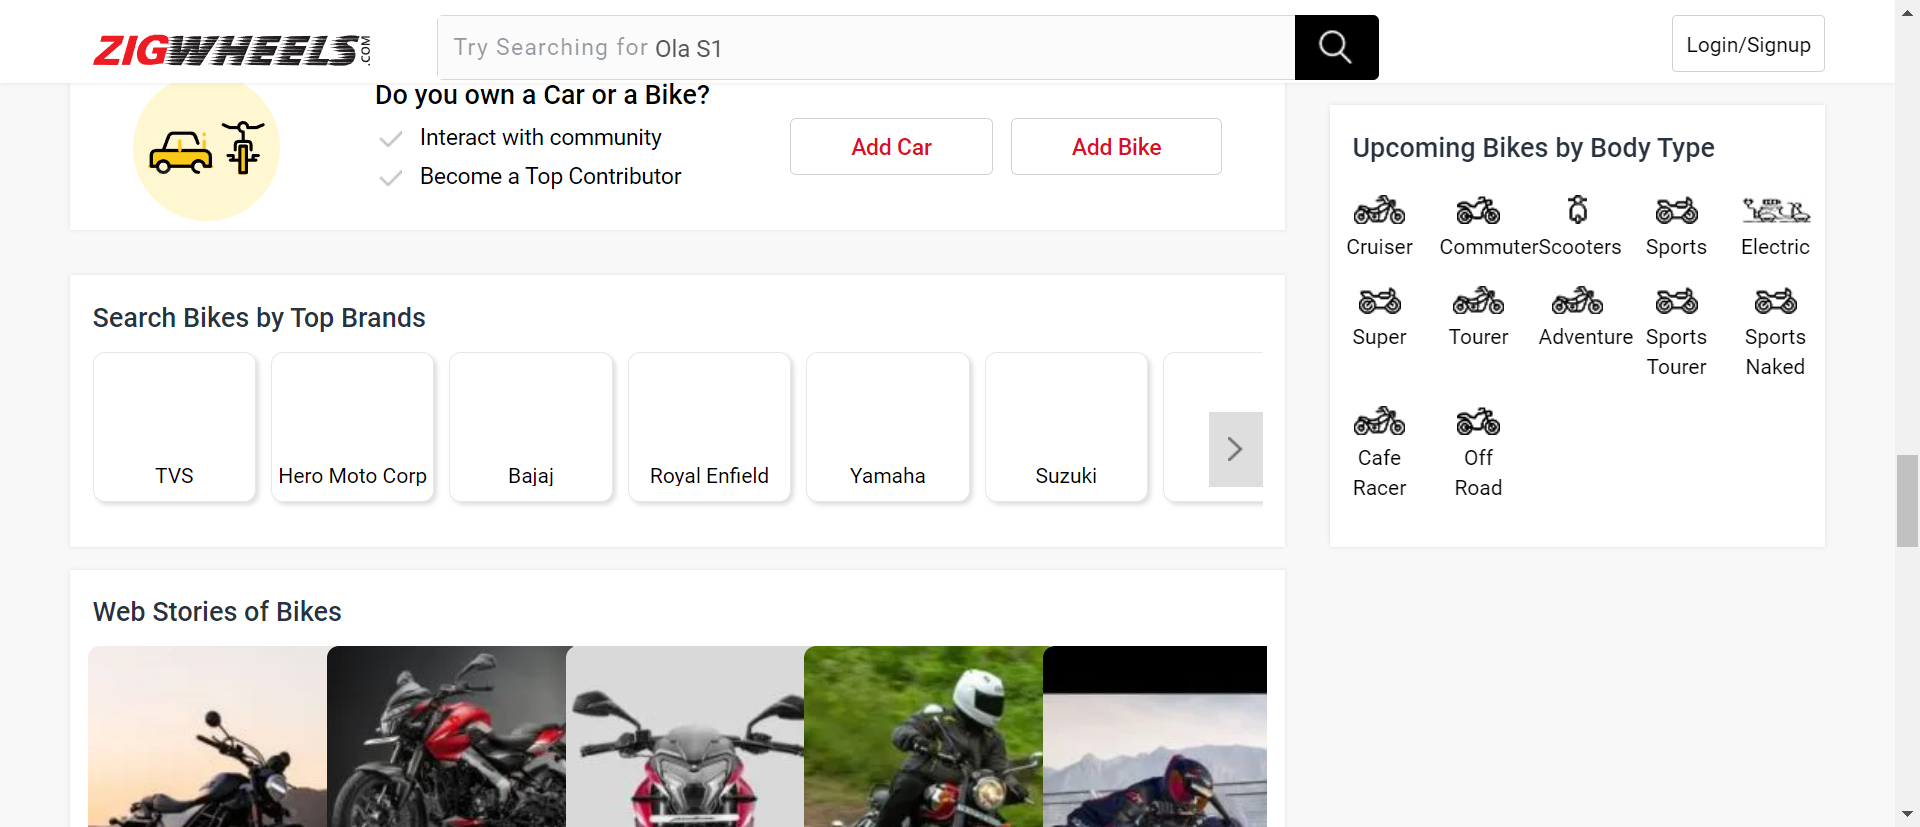 ZIGWHEELS.COM
Try Searching for Ola S1
Login/Signup
Do you own a Car or a Bike?
Interact with community
Become a Top Contributor
Add Car
Add Bike
Upcoming Bikes by Body Type
Cruiser
Commuter
Scooters
Sports
Electric
Super
Tourer
Adventure
Sports
Tourer
Sports
Naked
Cafe
Racer
Off
Road
Search Bikes by Top Brands
TVS
Hero Moto Corp
Bajaj
Royal Enfield
Yamaha
Suzuki
Web Stories of Bikes